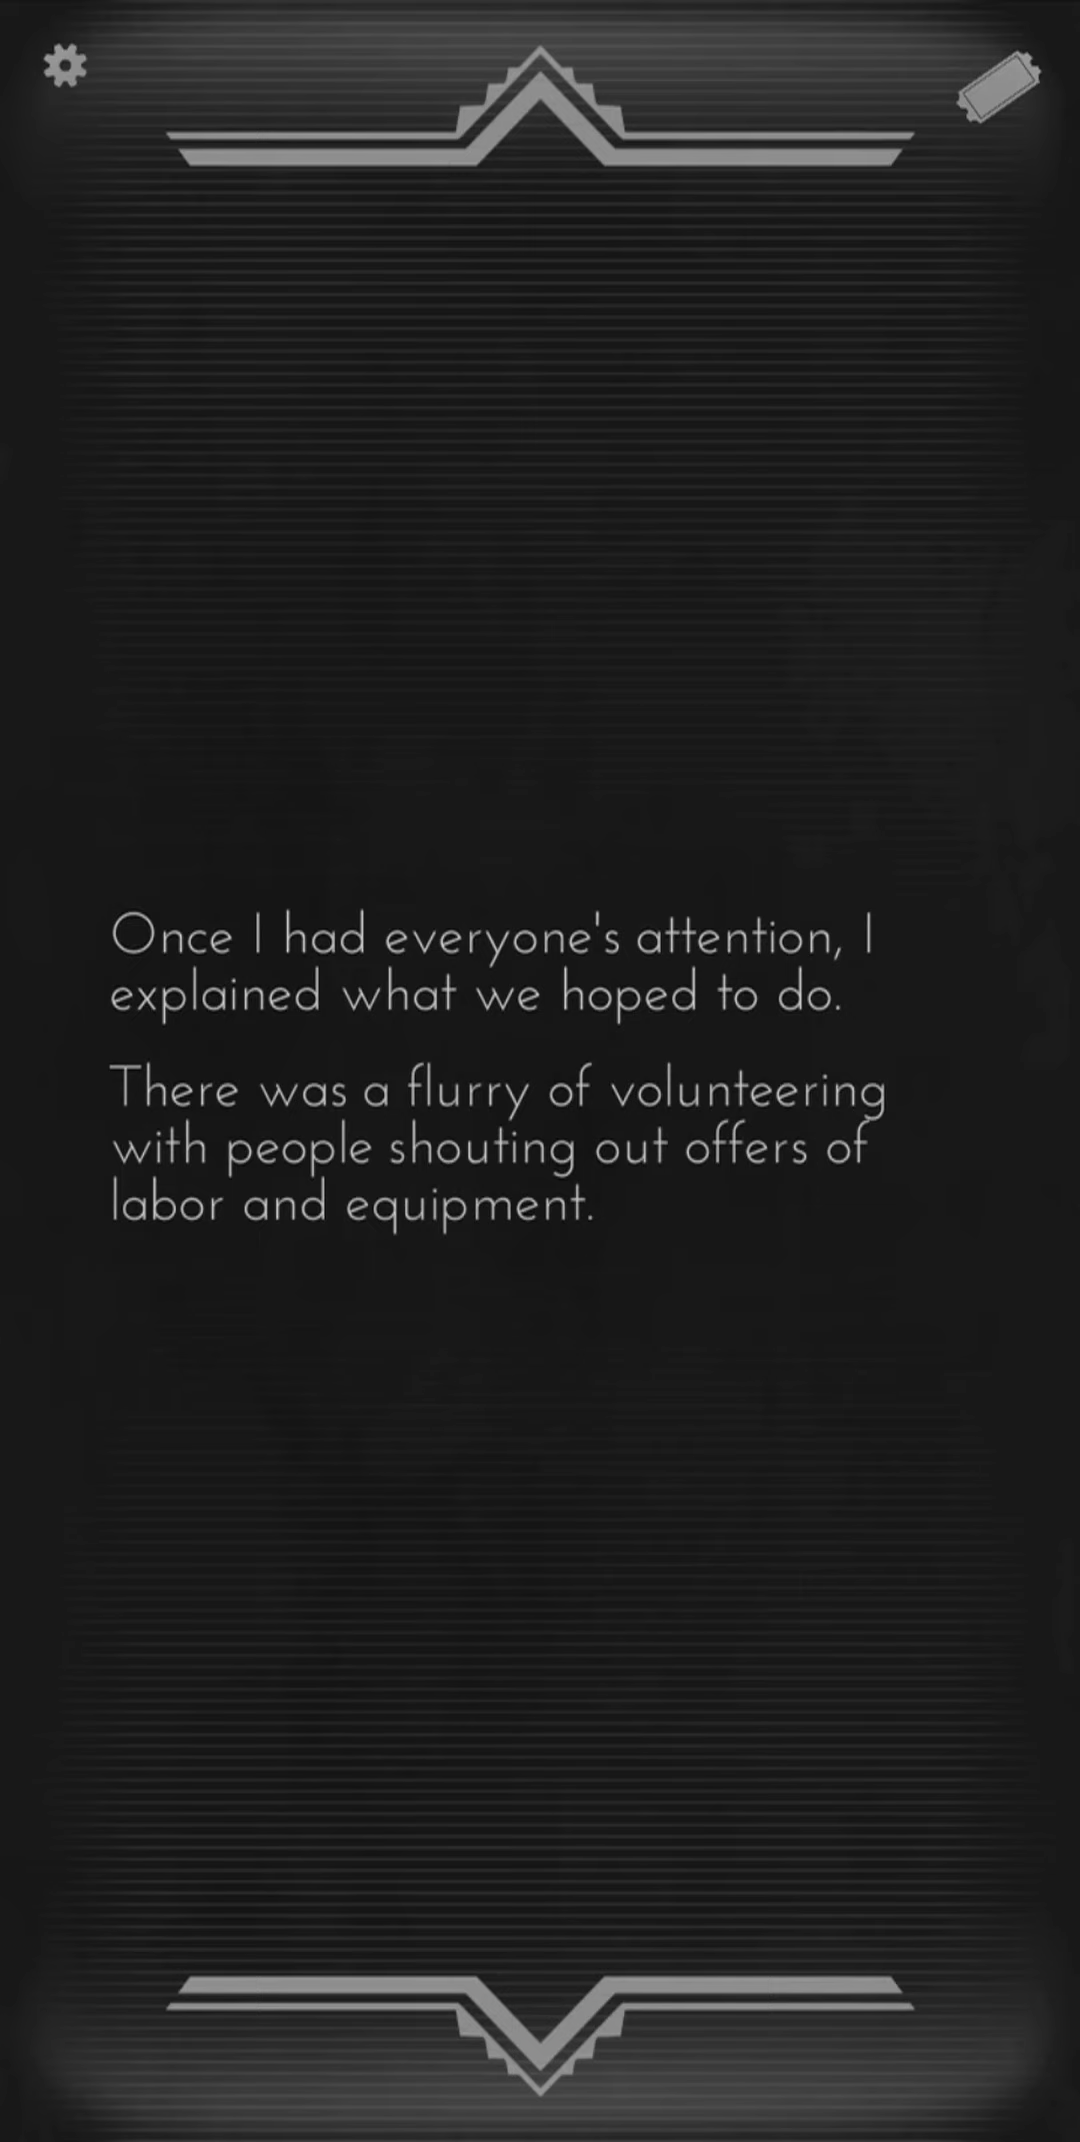 Once I had everyone's attention, I
explained what we hoped to do.
There was a flurry of volunteering
with people shouting out offers of
labor and equipment.